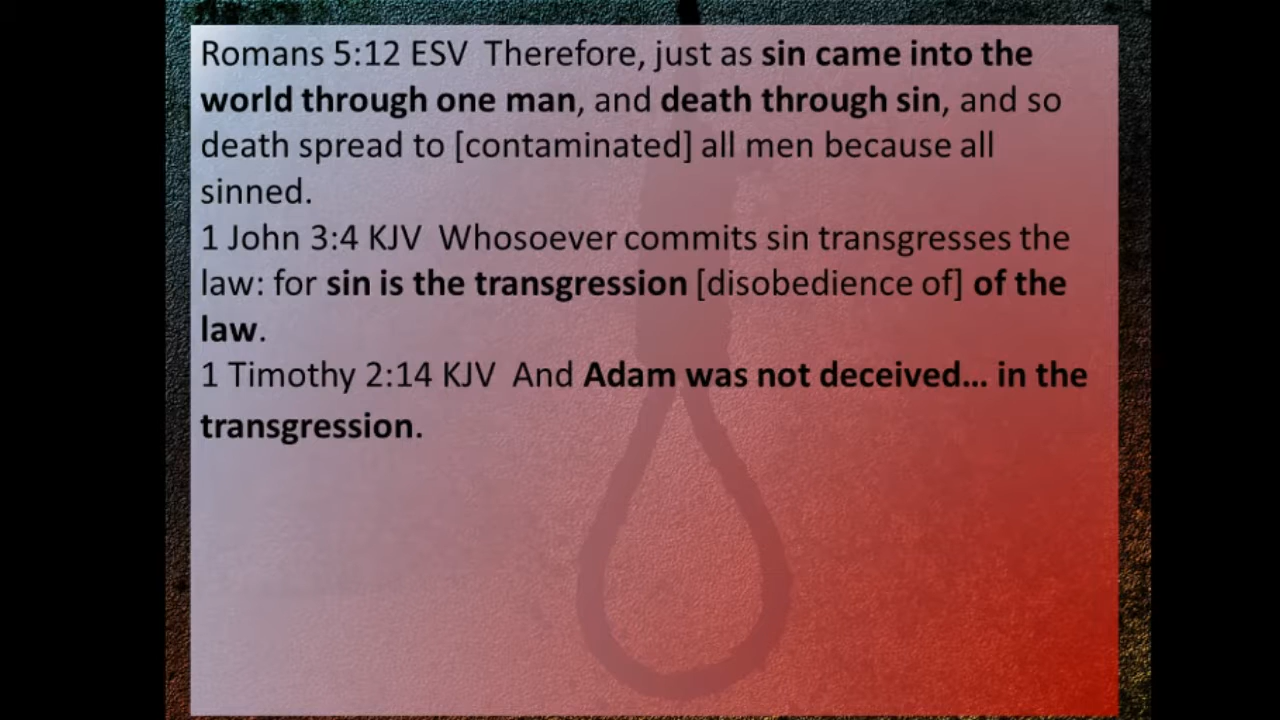 Romans 5:12 ESV  Therefore, just as sin came into the
world through one man, and death through sin, and so
death spread to [contaminated] all men because all
sinned.
1 John 3:4 KJV  Whosoever commits sin transgresses the
law: for sin is the transgression [disobedience of] of the
law.
1 Timothy 2:14 KJV  And Adam was not deceived... in the
transgression.